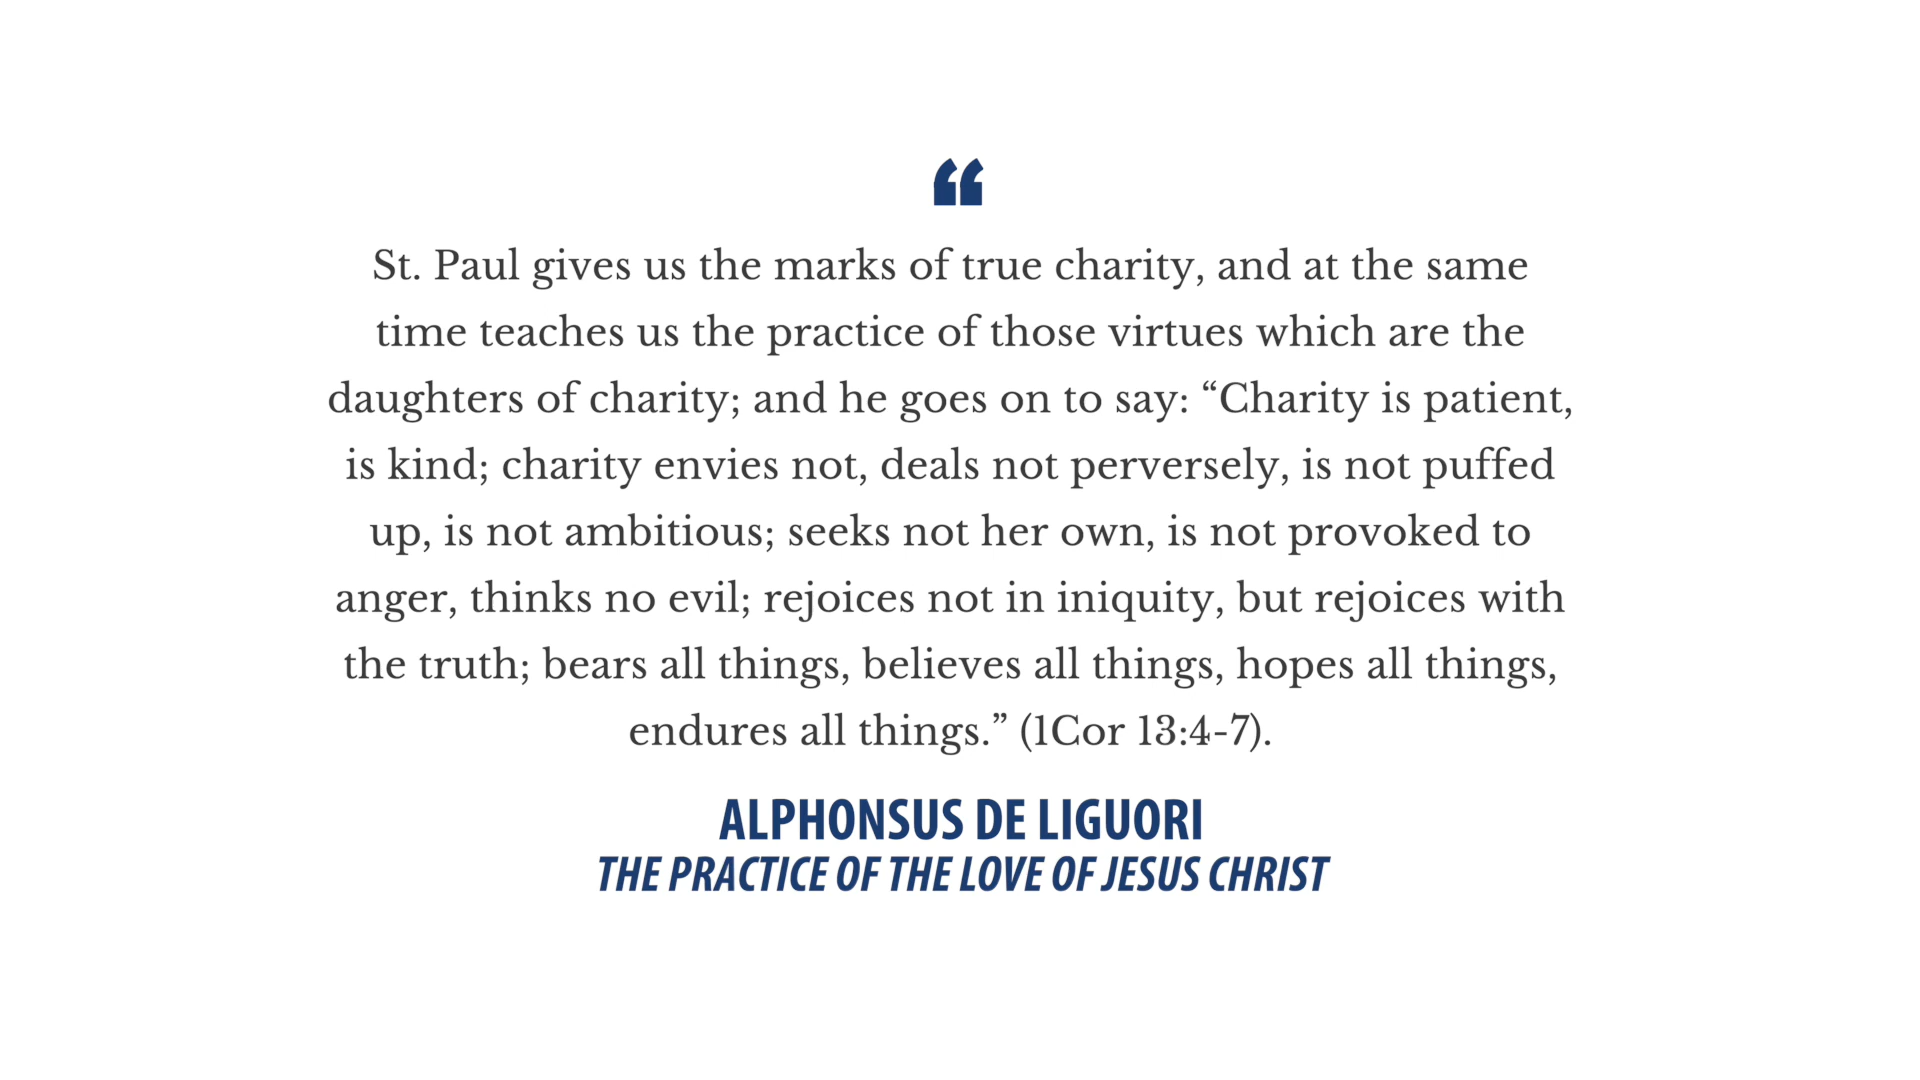 “
St. Paul gives us the marks of true charity, and at the same
time teaches us the practice of those virtues which are the
daughters of charity; and he goes on to say: “Charity is patient,
is kind; charity envies not, deals not perversely, is not puffed
up, is not ambitious; seeks not her own, is not provoked to
anger, thinks no evil; rejoices not in iniquity, but rejoices with
the truth; bears all things, believes all things, hopes all things,
endures all things.” (1Cor 13:4-7).
ALPHONSUS DE LIGUORI
THE PRACTICE OF THE LOVE OF JESUS CHRIST